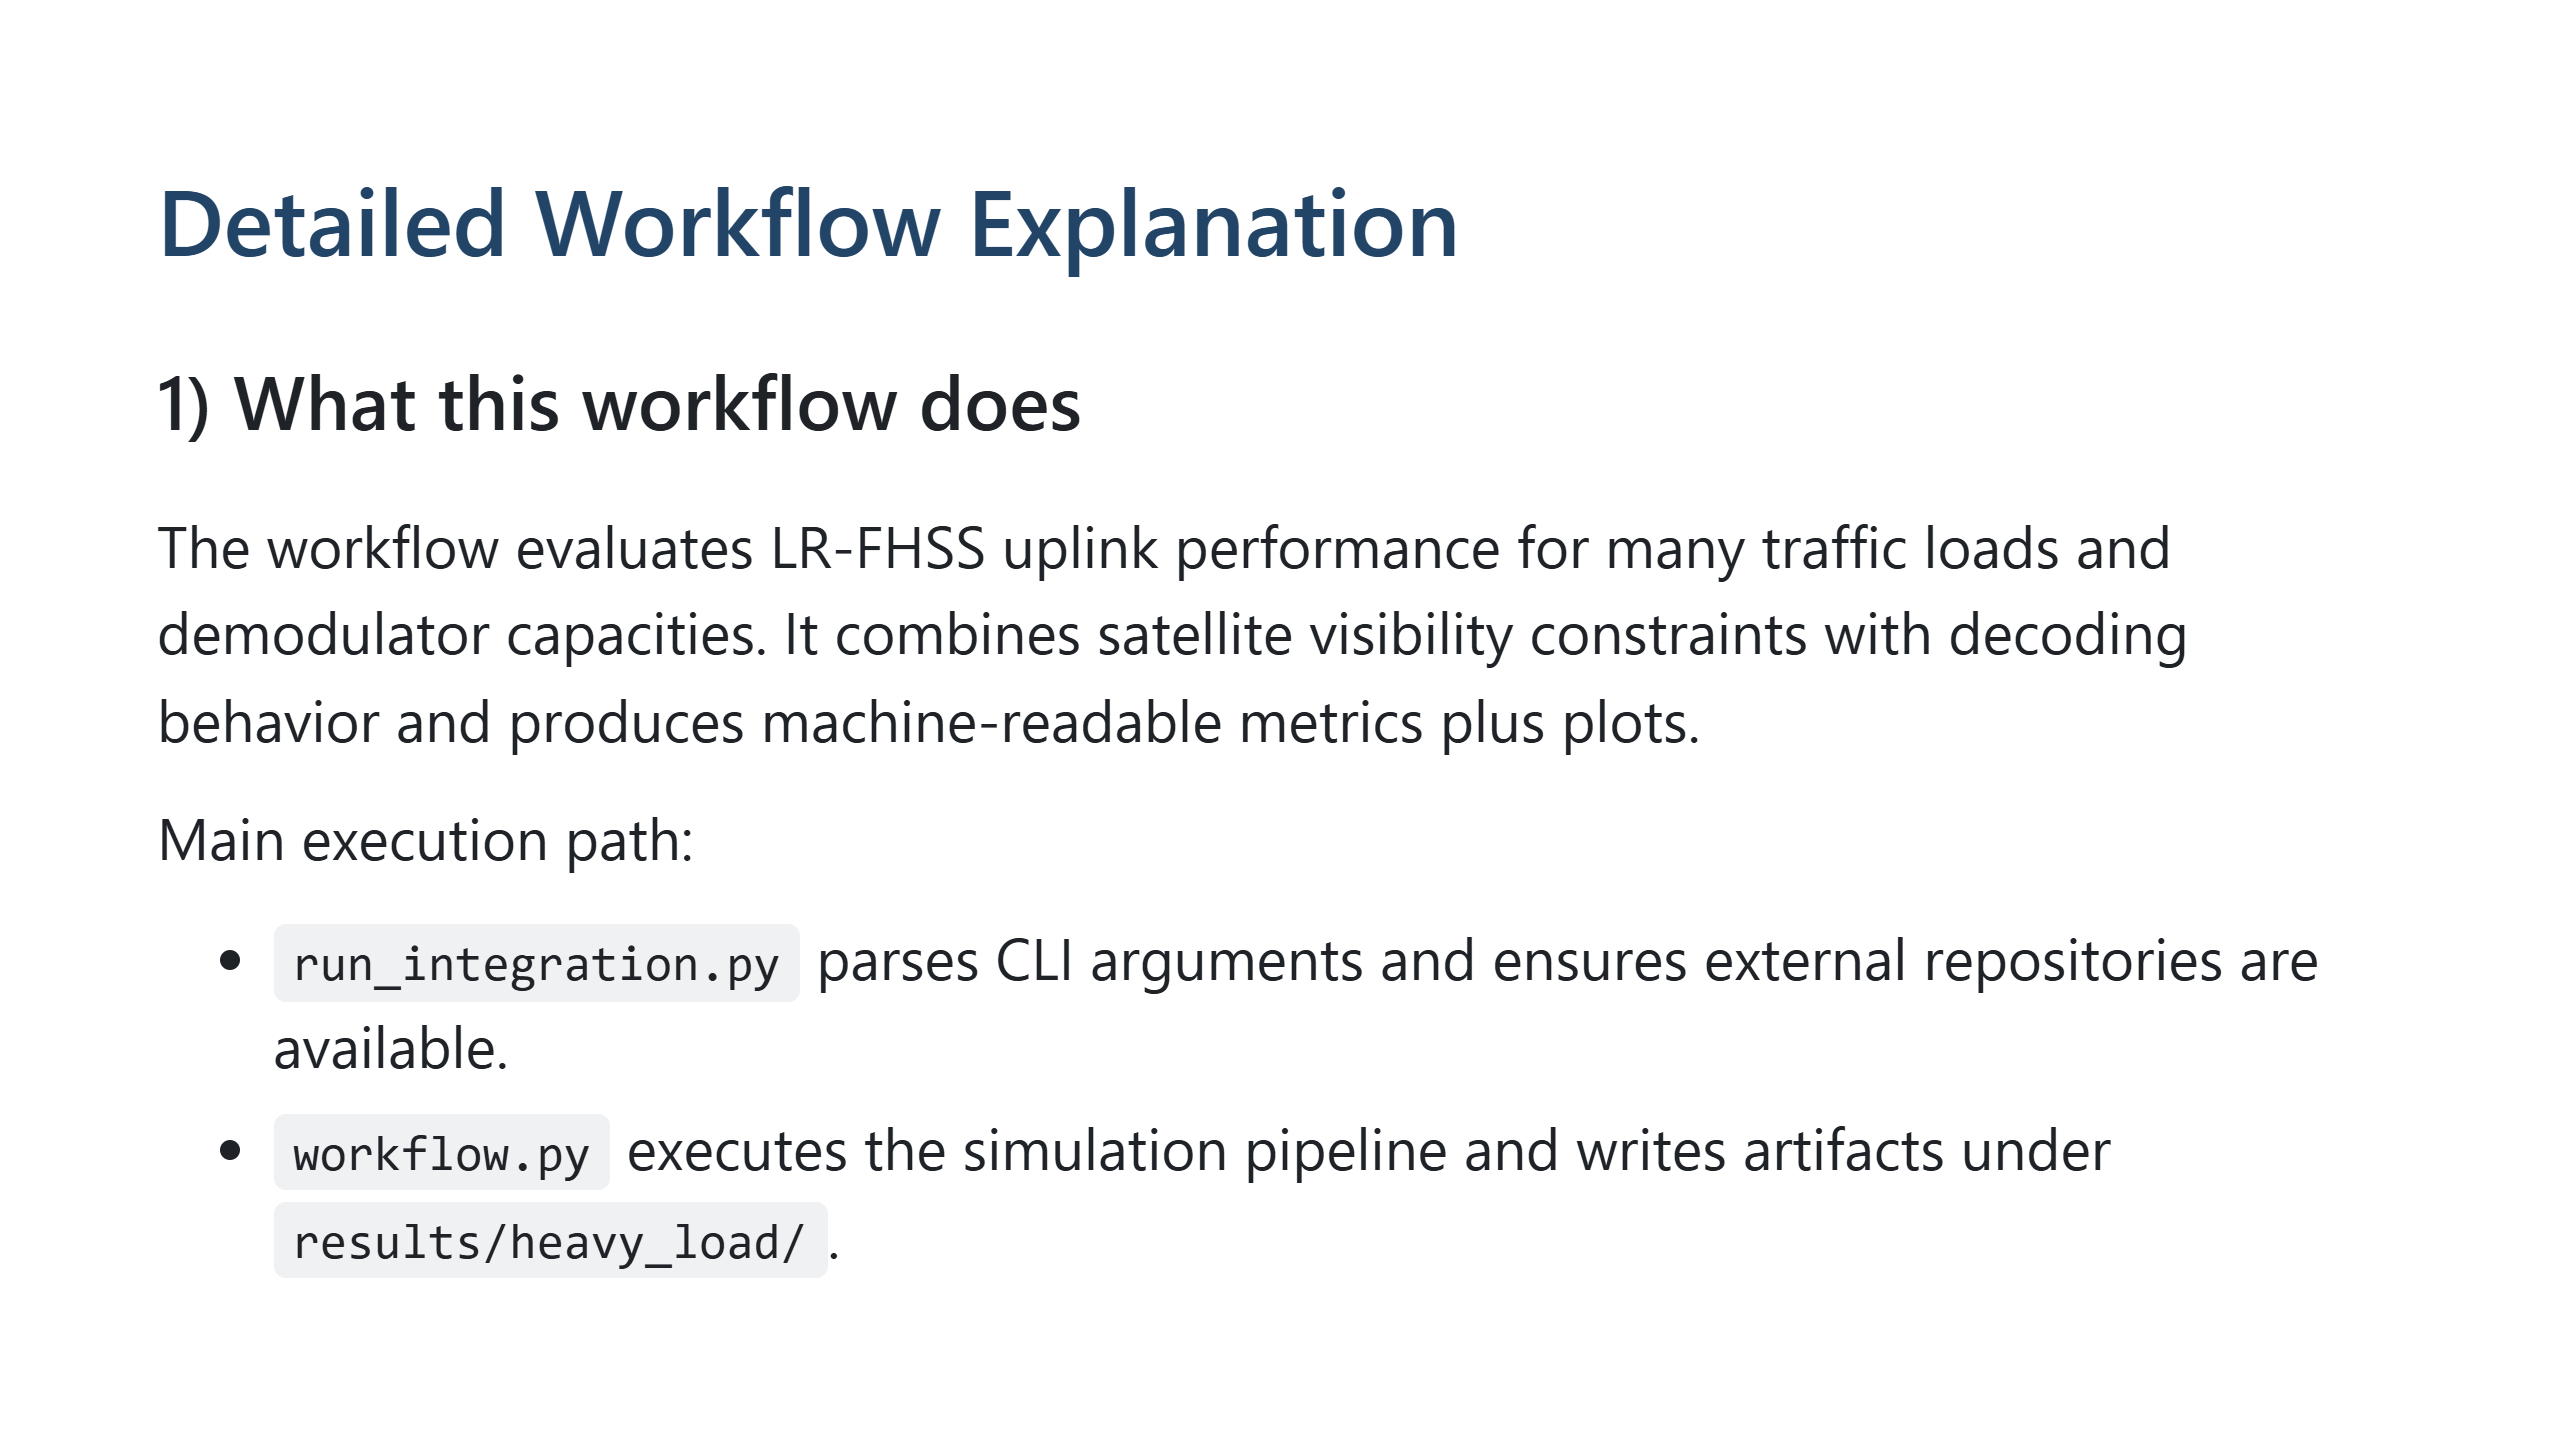 Detailed Workflow Explanation
1) What this workflow does
The workflow evaluates LR-FHSS uplink performance for many traffic loads and
demodulator capacities. It combines satellite visibility constraints with decoding
behavior and produces machine-readable metrics plus plots.
Main execution path:
• run_integration.py parses CLI arguments and ensures external repositories are
available.
• workflow.py executes the simulation pipeline and writes artifacts under
results/heavy_load/ .